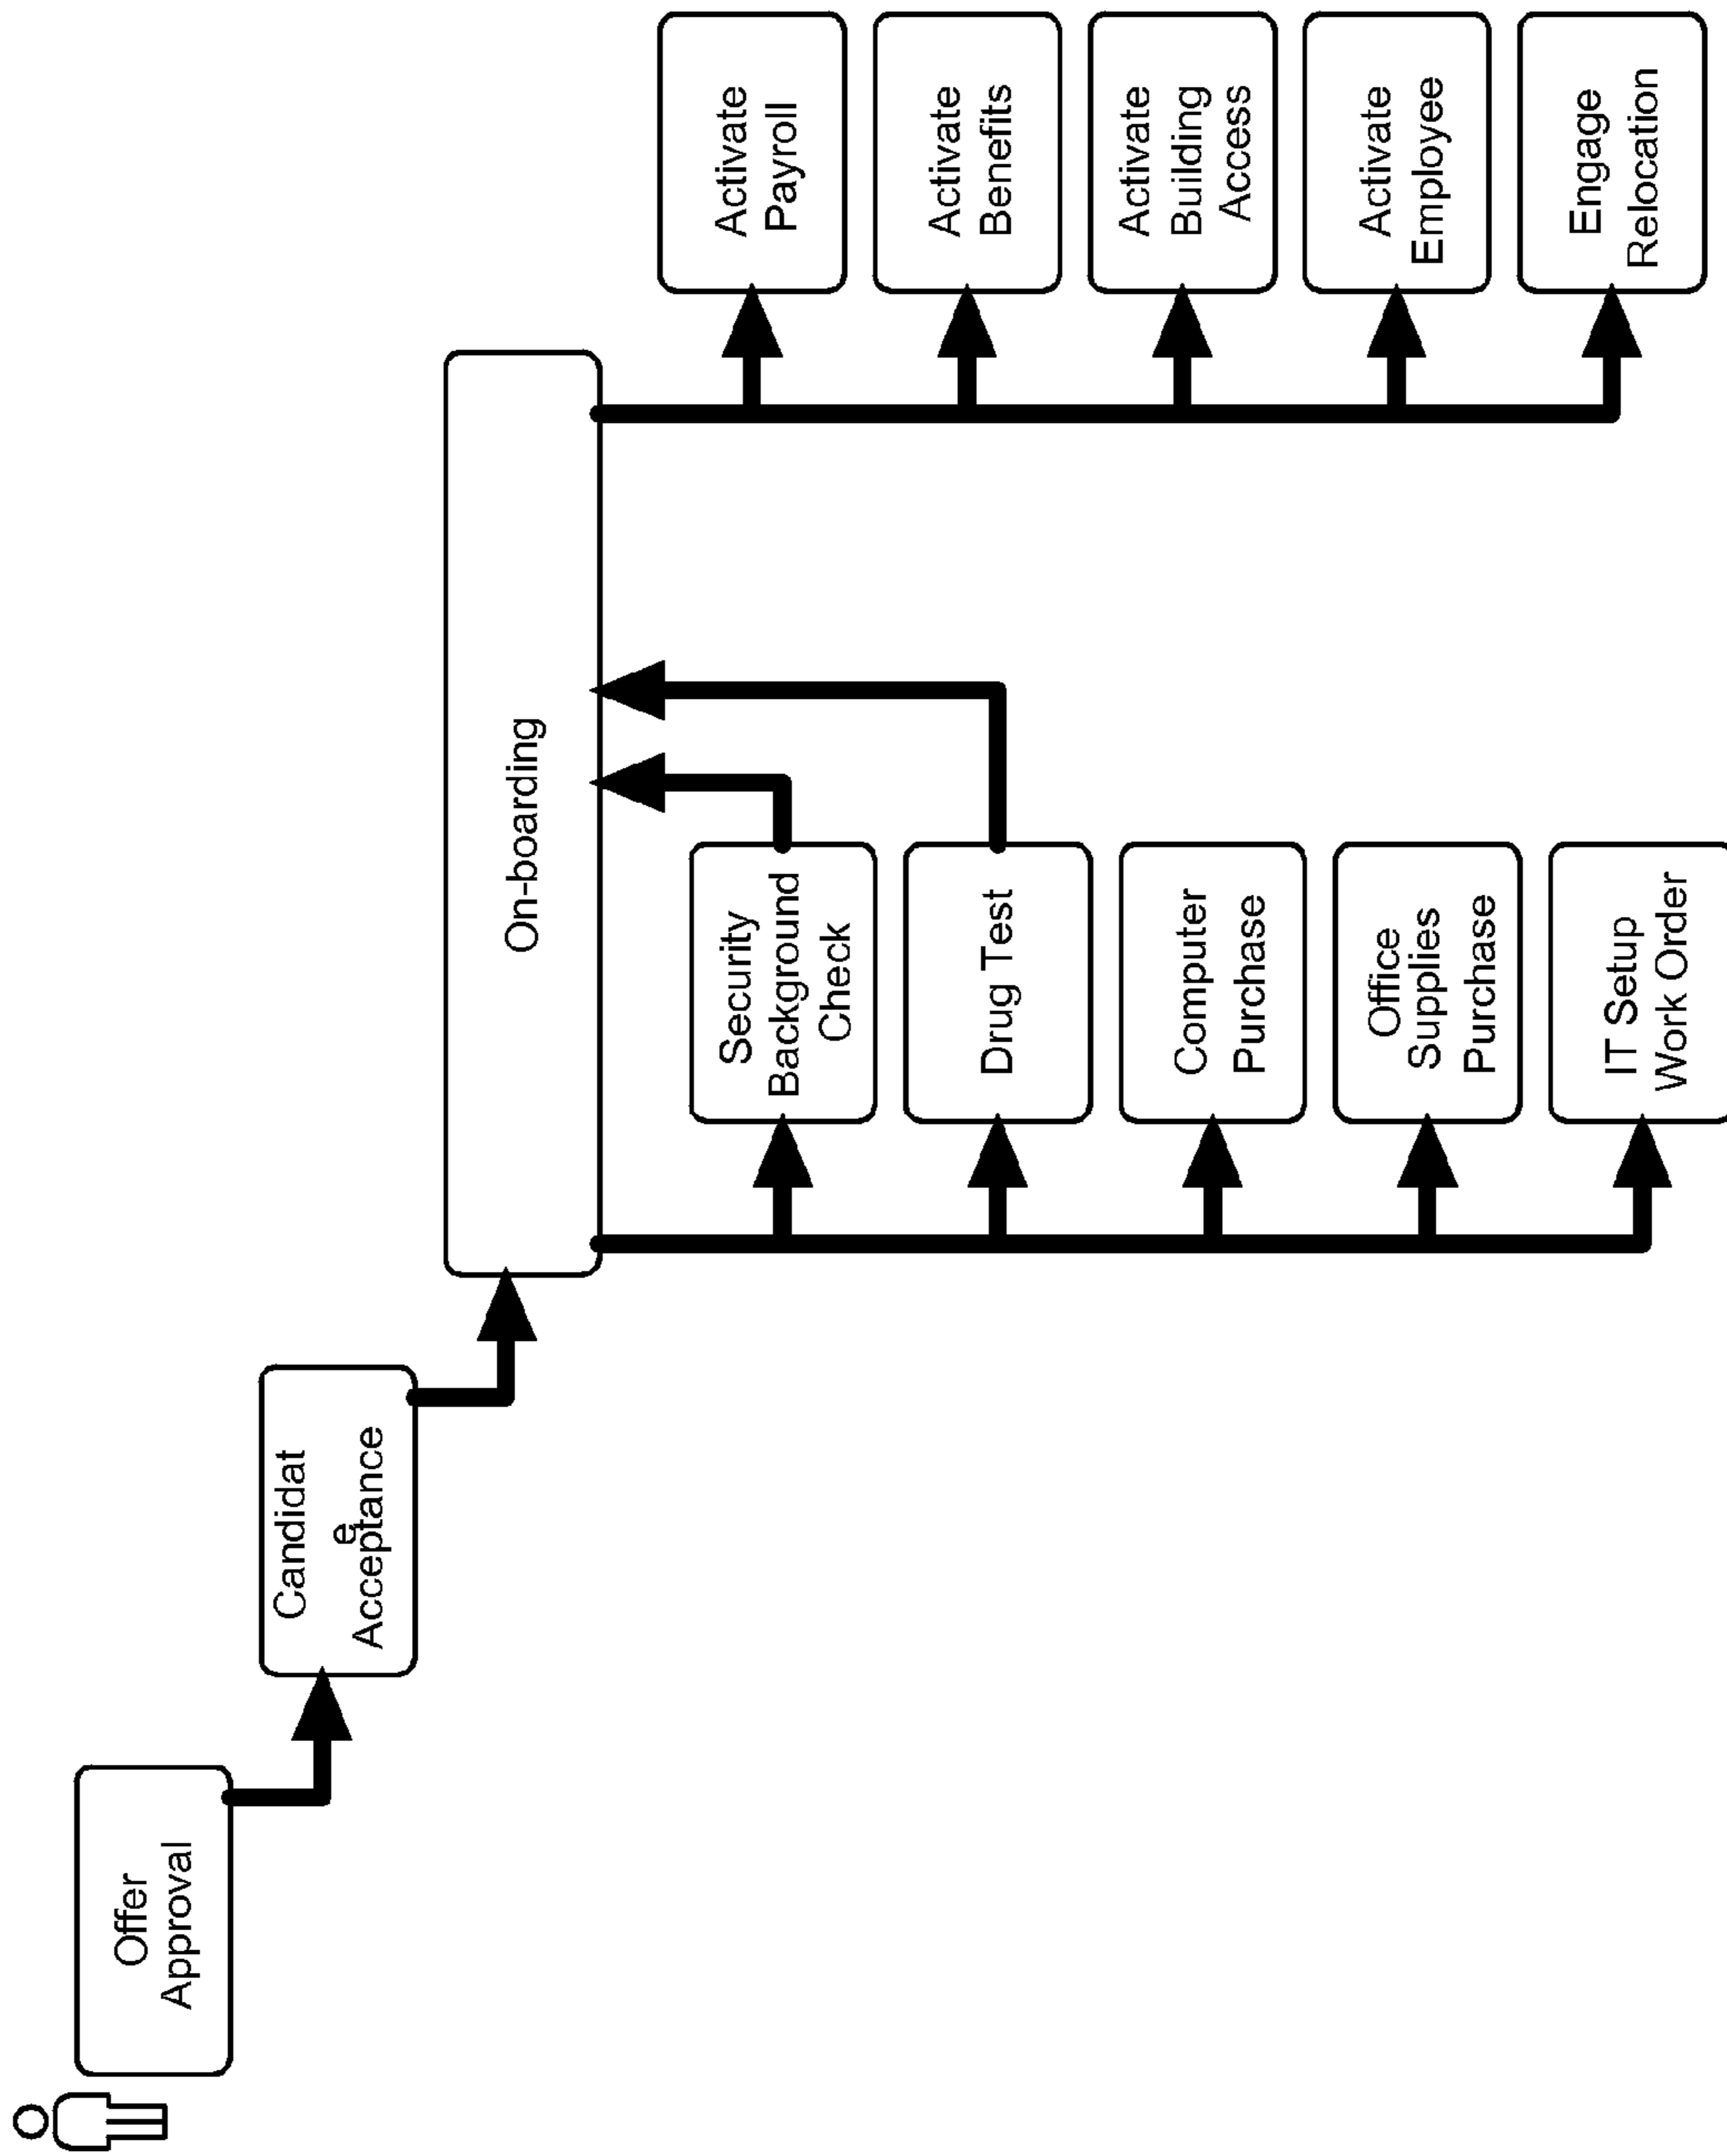 Offer
Approval
Candidat
e
Acceptance
On-boarding
Security
Background
Check
Drug Test
Computer
Purchase
Office
Supplies
Purchase
IT Setup
Work Order
Activate
Payroll
Activate
Benefits
Activate
Building
Access
Activate
Employee
Engage
Relocation